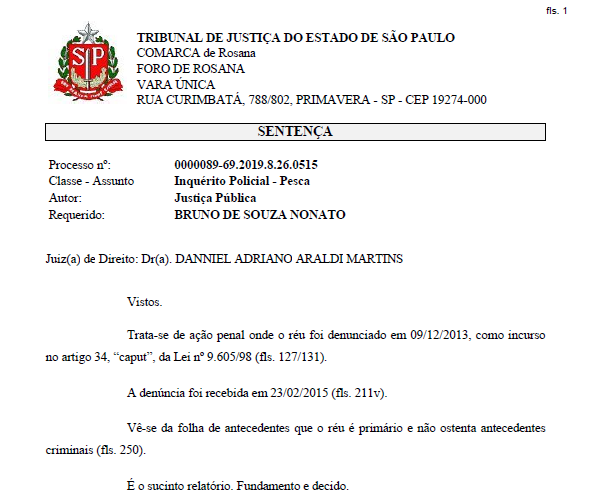 fls. 1
TRIBUNAL DE JUSTIÇA DO ESTADO DE SÃO PAULO
COMARCA de Rosana
FORO DE ROSANA
VARA ÚNICA
RUA CURIMBATÁ, 788/802, PRIMAVERA - SP - CEP 19274-000
SENTENÇA
Processo nº: 0000089-69.2019.8.26.0515
Classe - Assunto Inquérito Policial - Pesca
Autor: Justiça Pública
Requerido: BRUNO DE SOUZA NONATO
Juiz(a) de Direito: Dr(a). DANNIEL ADRIANO ARALDI MARTINS
Vistos.
Trata-se de ação penal onde o réu foi denunciado em 09/12/2013, como incurso
no artigo 34, “caput”, da Lei nº 9.605/98 (fls. 127/131).
A denúncia foi recebida em 23/02/2015 (fls. 211v).
Vê-se da folha de antecedentes que o réu é primário e não ostenta antecedentes
criminais (fls. 250).
É o sucinto relatório. Fundamento e decido.